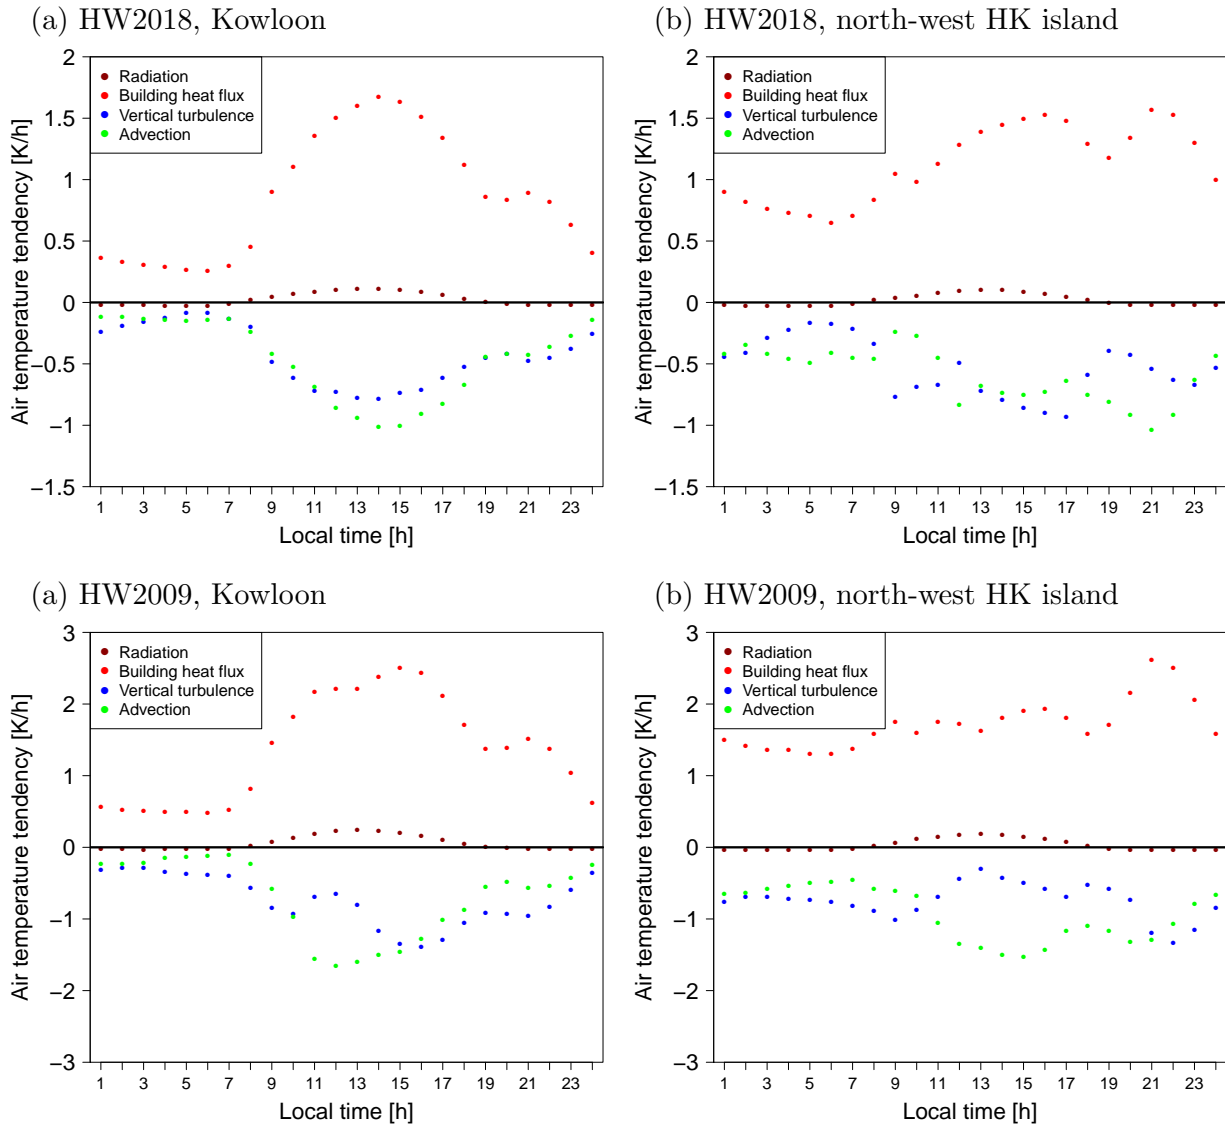 (a) HW2018, Kowloon
2
1.5
1
0.5
0
−0.5
−1
−1.5
Air temperature tendency [K/h]
Radiation
Building heat flux
Vertical turbulence
Advection
1 3 5 7 9 11 13 15 17 19 21 23
Local time [h]
(b) HW2018, north-west HK island
2
1.5
1
0.5
0
−0.5
−1
−1.5
Air temperature tendency [K/h]
Radiation
Building heat flux
Vertical turbulence
Advection
1 3 5 7 9 11 13 15 17 19 21 23
Local time [h]
(a) HW2009, Kowloon
3
2
1
0
−1
−2
−3
Air temperature tendency [K/h]
Radiation
Building heat flux
Vertical turbulence
Advection
1 3 5 7 9 11 13 15 17 19 21 23
Local time [h]
(b) HW2009, north-west HK island
3
2
1
0
−1
−2
−3
Air temperature tendency [K/h]
Radiation
Building heat flux
Vertical turbulence
Advection
1 3 5 7 9 11 13 15 17 19 21 23
Local time [h]